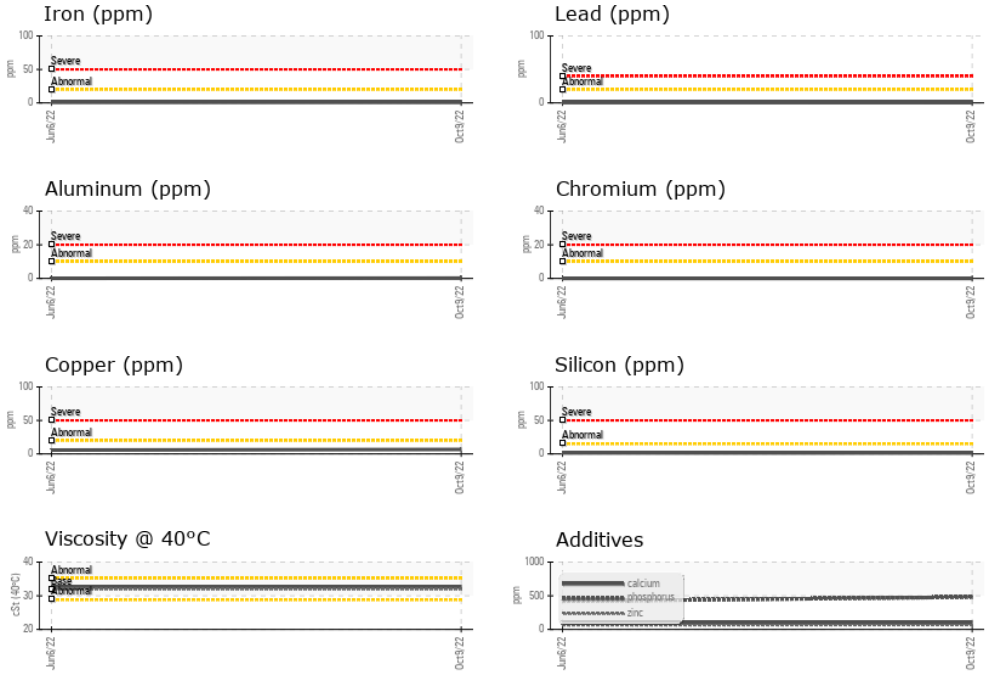 Iron (ppm)
100
50
0
ppm
Severe
Abnormal
Jun6/22
Oct9/22
Lead (ppm)
100
50
0
ppm
Severe
Abnormal
Jun6/22
Oct9/22
Aluminum (ppm)
40
20
0
ppm
Severe
Abnormal
Jun6/22
Oct9/22
Chromium (ppm)
40
20
0
ppm
Severe
Abnormal
Jun6/22
Oct9/22
Copper (ppm)
100
50
0
ppm
Severe
Abnormal
Jun6/22
Oct9/22
Silicon (ppm)
100
50
0
ppm
Severe
Abnormal
Jun6/22
Oct9/22
Viscosity @ 40°C
40
30
20
cSt (40°C)
Abnormal
Base
Abnormal
Jun6/22
Oct9/22
Additives
1000
500
0
ppm
calcium
phosphorus
zinc
Jun6/22
Oct9/22